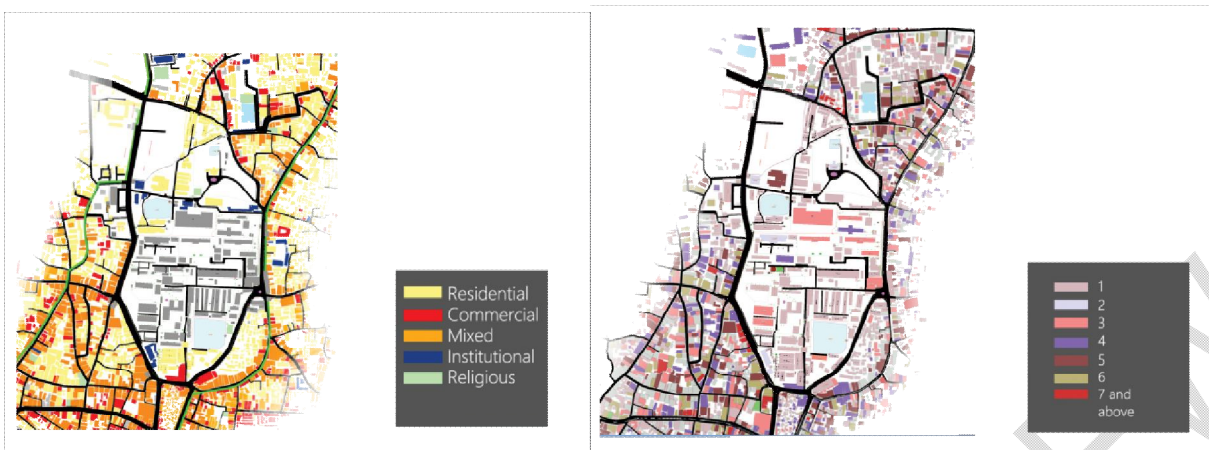 Residential
Commercial
Mixed
Institutional
Religious
1
2
3
4
5
6
7 and
above